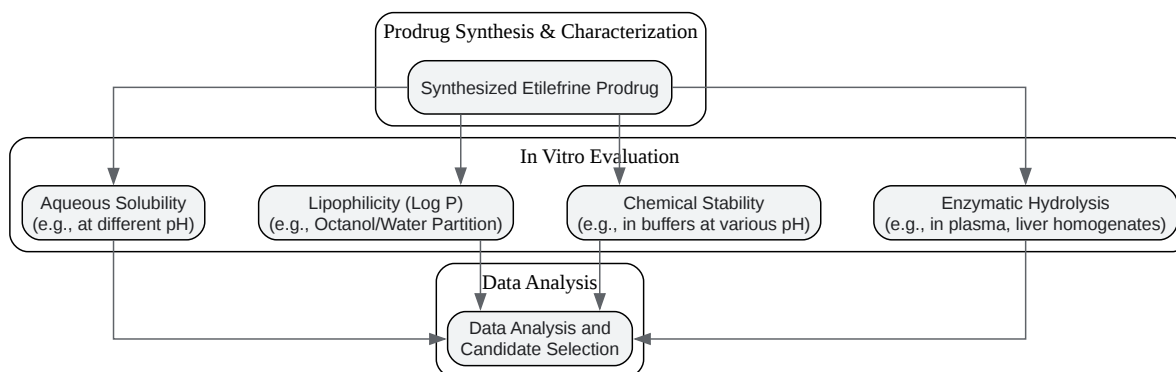 Prodrug Synthesis & Characterization
Synthesized Etilefrine Prodrug
In Vitro Evaluation
Aqueous Solubility
(e.g., at different pH)
Lipophilicity (Log P)
(e.g., Octanol/Water Partition)
Chemical Stability
(e.g., in buffers at various pH)
Enzymatic Hydrolysis
(e.g., in plasma, liver homogenates)
Data Analysis
Data Analysis and
Candidate Selection